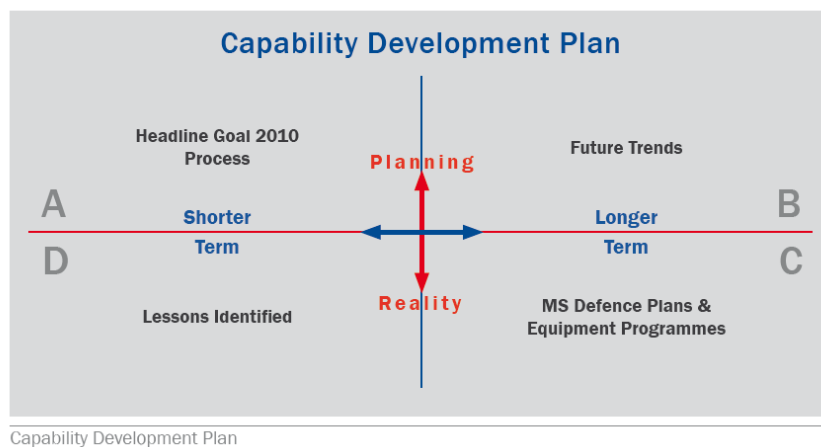 Capability Development Plan
Headline Goal 2010
Process
Planning
Future Trends
A
Shorter
Term
Longer
Term
B
D
C
Reality
Lessons Identified
MS Defence Plans &
Equipment Programmes
Capability Development Plan